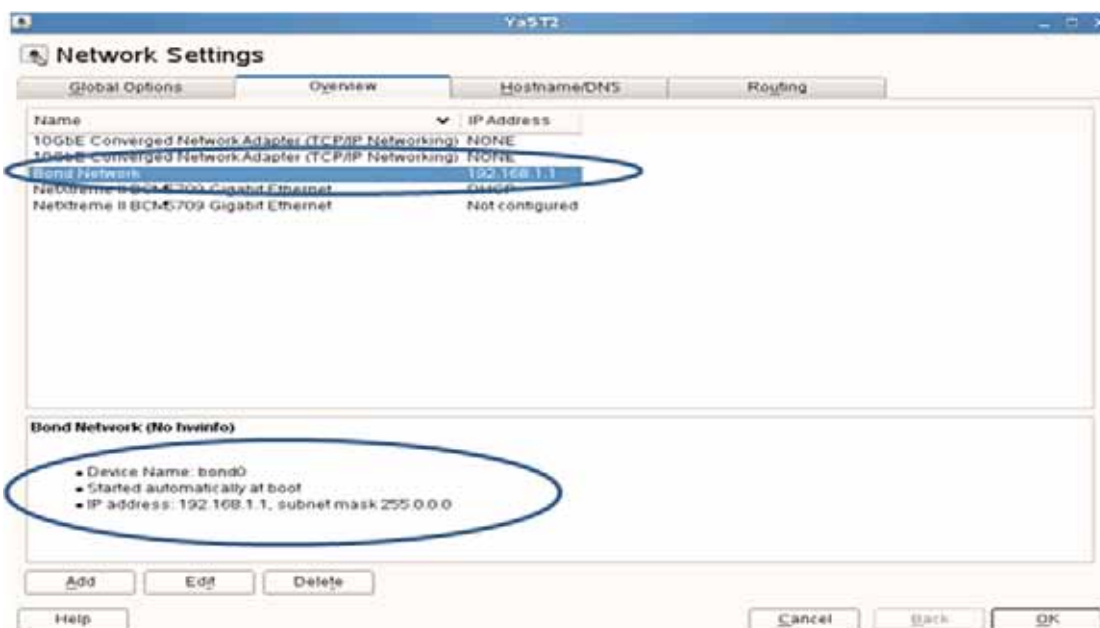 YaST2
Network Settings
Global Options Overview Hostname/DNS Routing
Name IP Address
10GbE Converged Network Adapter (TCP/IP Networking) NONE
10GbE Converged Network Adapter (TCP/IP Networking) NONE
Bond Network 192.168.1.1
NetXtreme II BCM5709 Gigabit Ethernet DHCP
NetXtreme II BCM5709 Gigabit Ethernet Not configured
Bond Network (No hwinfo)
• Device Name: bond0
• Started automatically at boot
• IP address: 192.168.1.1, subnet mask 255.0.0.0
Add Edit Delete
Help Cancel Back OK